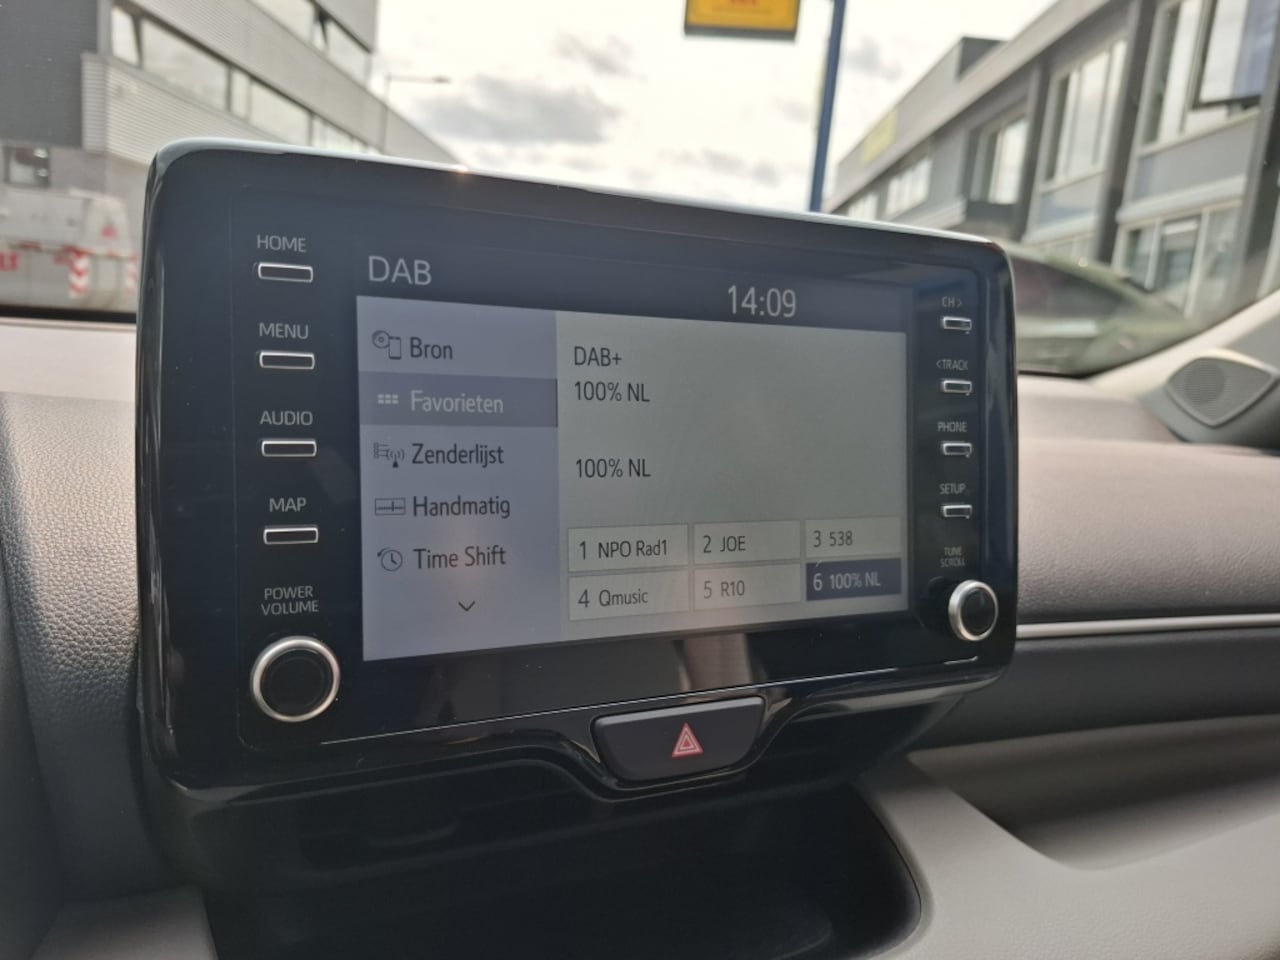 HOME
MENU
AUDIO
MAP
POWER
VOLUME
DAB
14:09
Bron
Favorieten
Zenderlijst
Handmatig
Time Shift
DAB+
100% NL
100% NL
1 NPO Rad1
2 JOE
3 538
4 Qmusic
5 R10
6 100% NL
CH >
< TRACK
PHONE
SETUP
TUNE
SCROLL